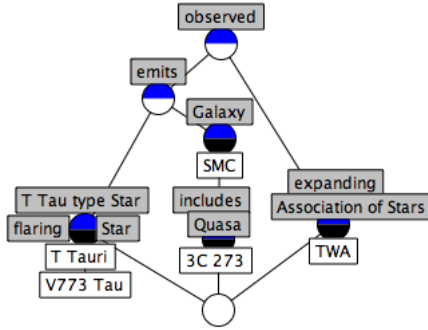 observed
emits
Galaxy
SMC
T Tau type Star
flaring Star
T Tauri
V773 Tau
includes
Quasa
3C 273
expanding
Association of Stars
TWA